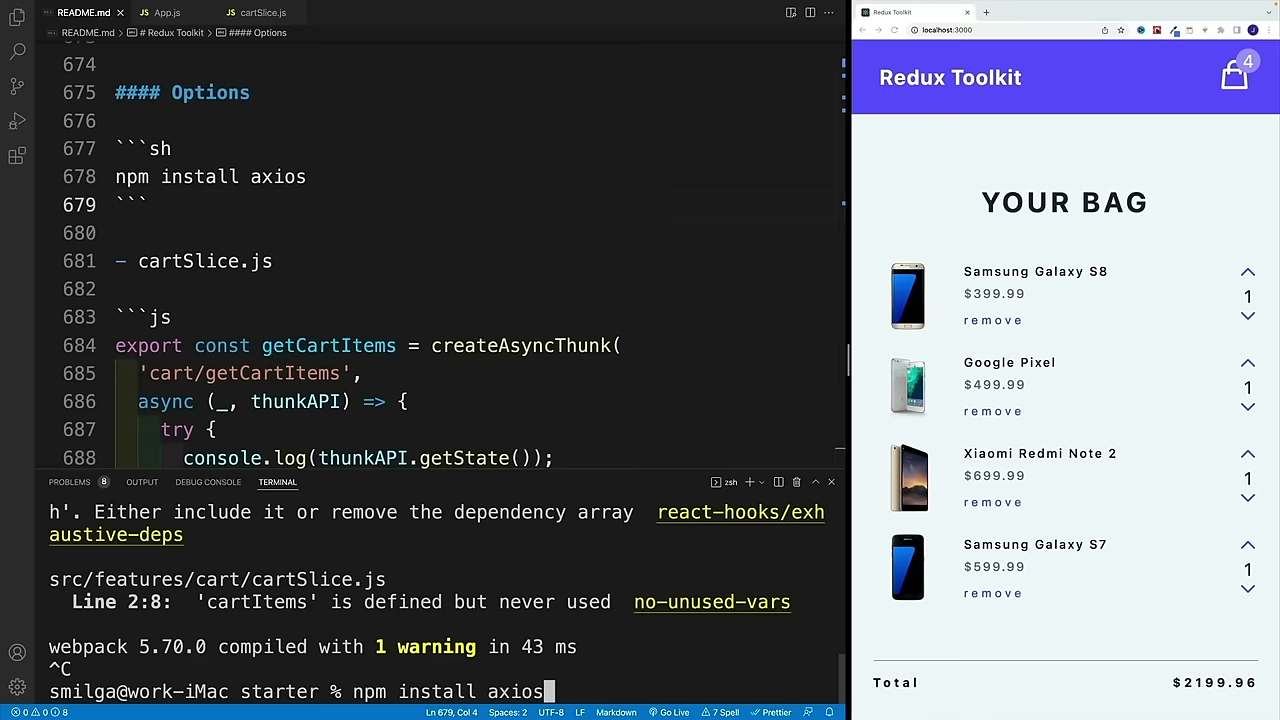 README.md
App.js
cartSlice.js
README.md > # Redux Toolkit > #### Options
674
675 #### Options
676
677 ```sh
678 npm install axios
679 ```
680
681 - cartSlice.js
682
683 ```js
684 export const getCartItems = createAsyncThunk(
685 'cart/getCartItems',
686 async (_, thunkAPI) => {
687 try {
688 console.log(thunkAPI.getState());
PROBLEMS 8 OUTPUT DEBUG CONSOLE TERMINAL zsh
h'. Either include it or remove the dependency array react-hooks/exh
austive-deps
src/features/cart/cartSlice.js
Line 2:8: 'cartItems' is defined but never used no-unused-vars
webpack 5.70.0 compiled with 1 warning in 43 ms
^C
smilga@work-iMac starter % npm install axios
0 0 8 Ln 679, Col 4 Spaces: 2 UTF-8 LF Markdown Go Live 7 Spell Prettier
Redux Toolkit
localhost:3000
Redux Toolkit
4
YOUR BAG
Samsung Galaxy S8
$399.99
1
remove
Google Pixel
$499.99
1
remove
Xiaomi Redmi Note 2
$699.99
1
remove
Samsung Galaxy S7
$599.99
1
remove
Total $2199.96